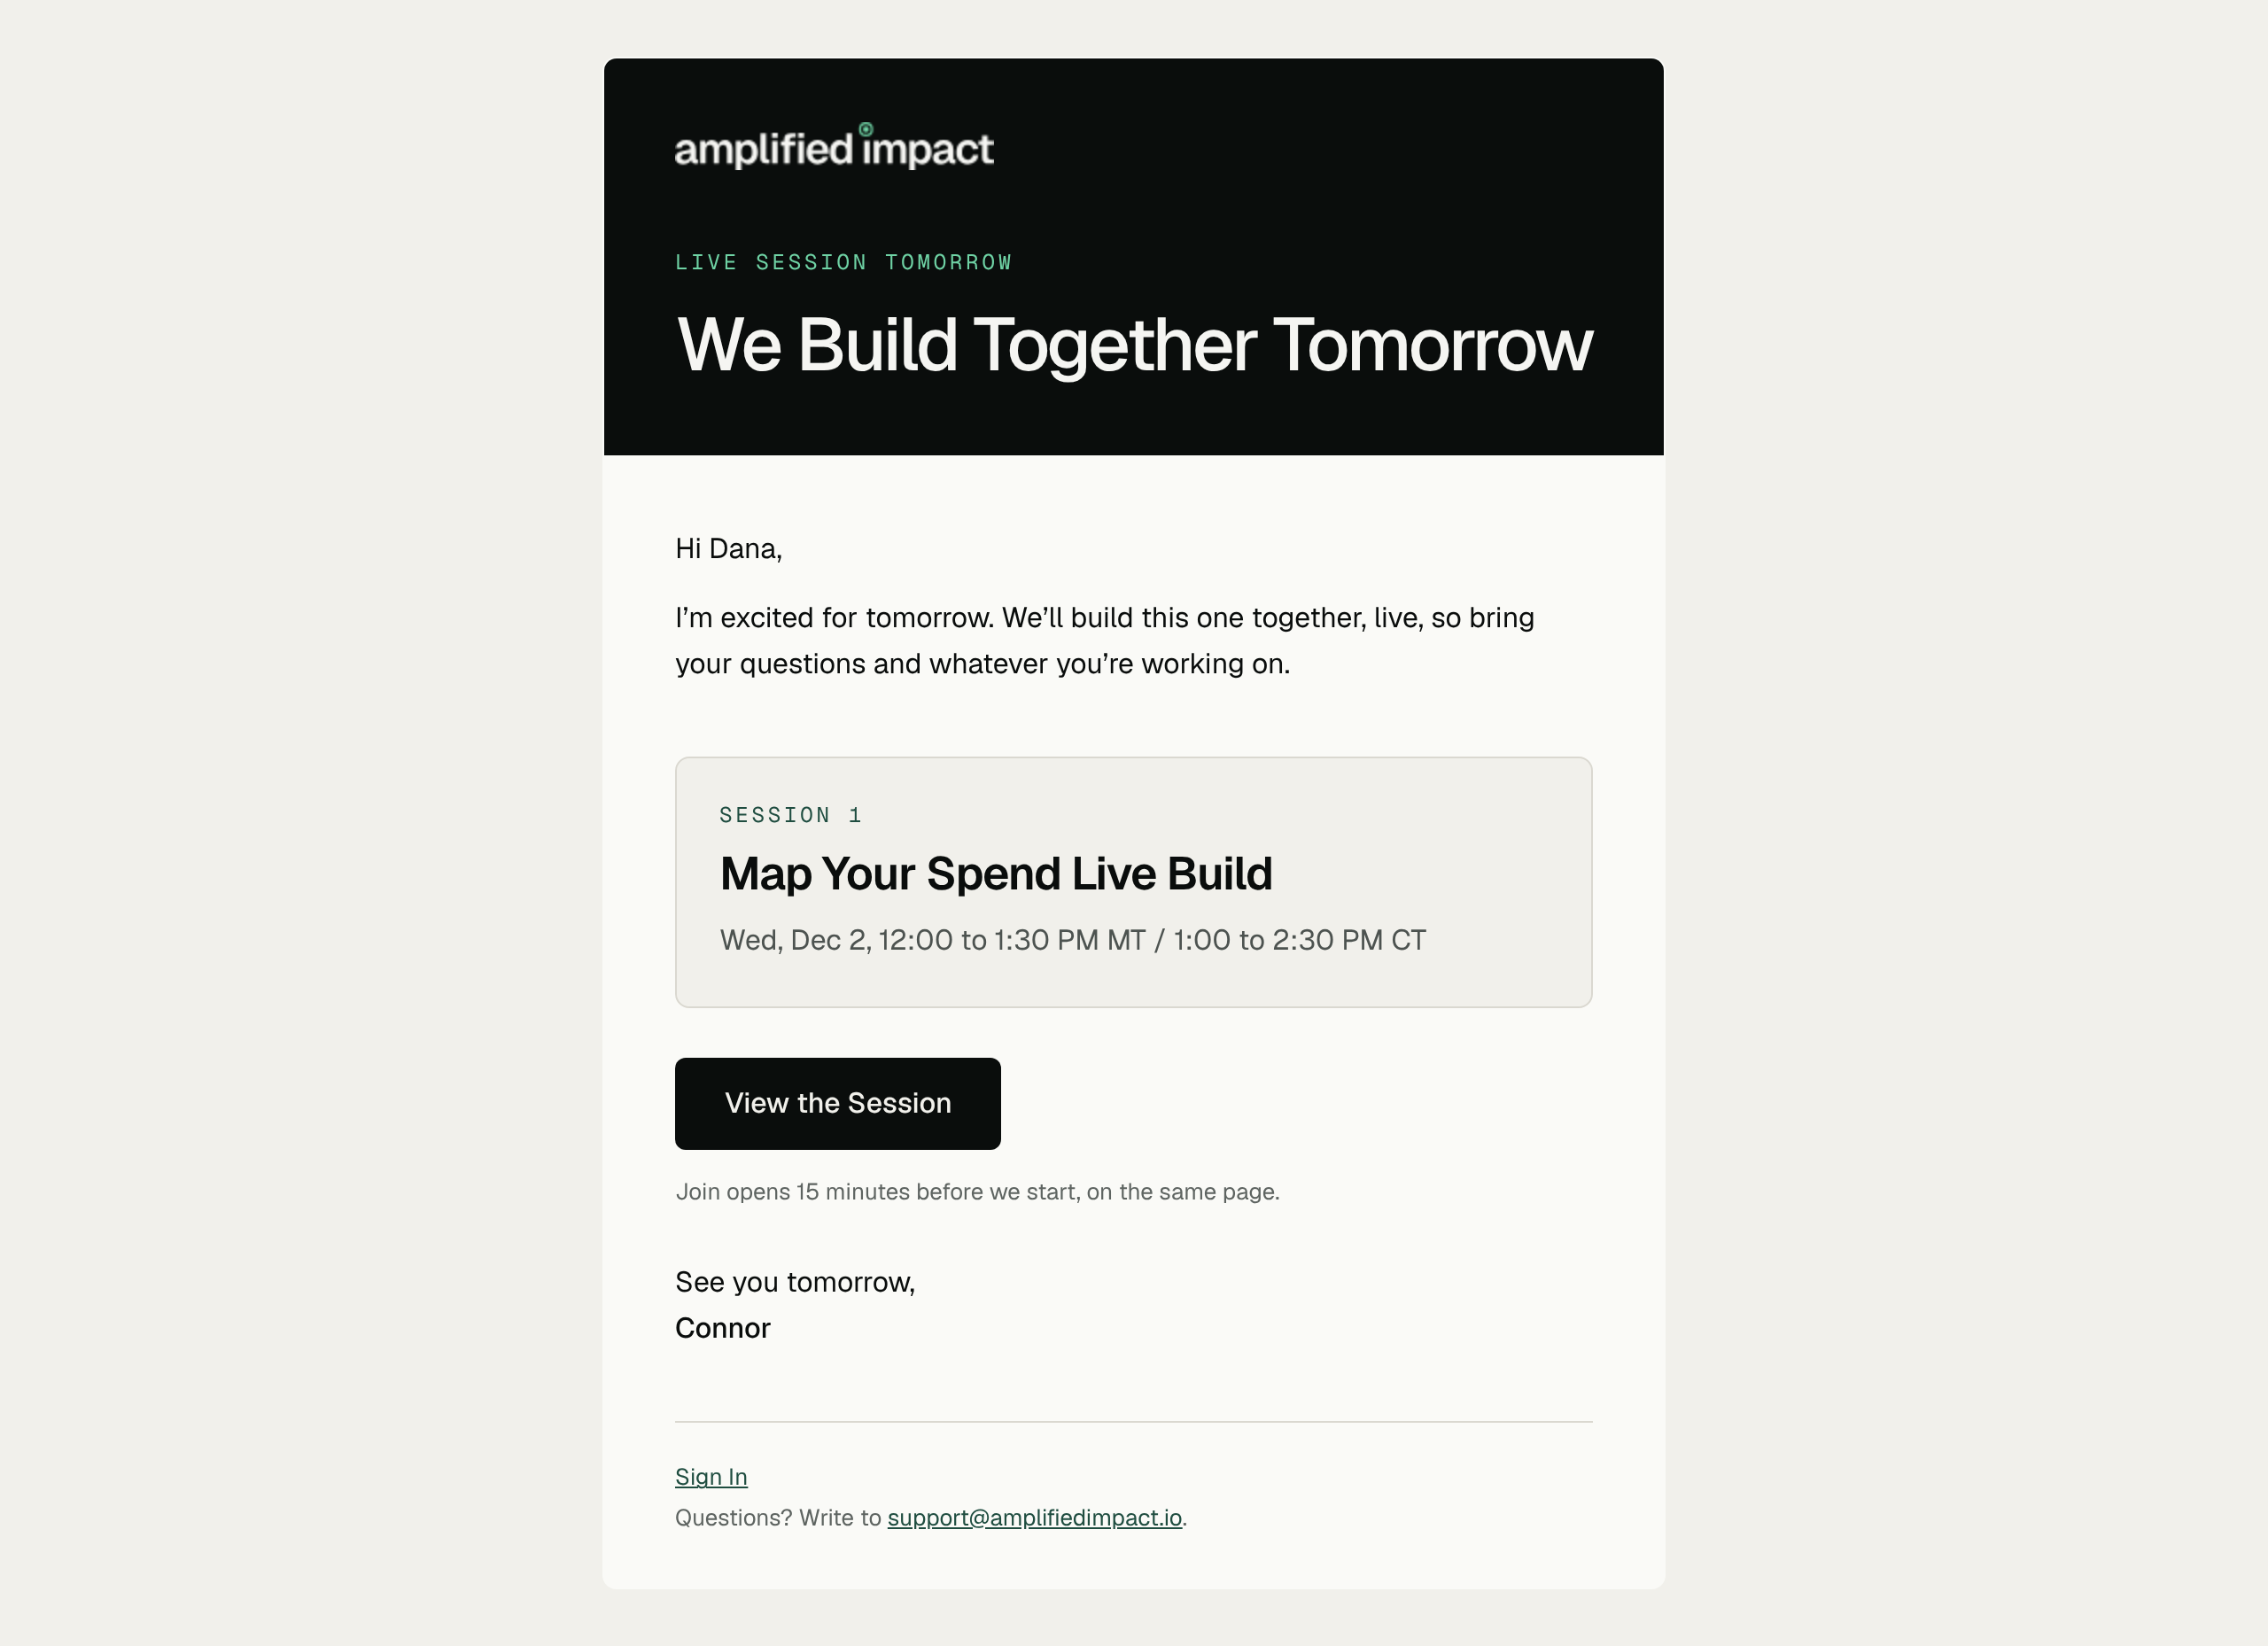 amplified impact
LIVE SESSION TOMORROW
We Build Together Tomorrow
Hi Dana,
I’m excited for tomorrow. We’ll build this one together, live, so bring
your questions and whatever you’re working on.
SESSION 1
Map Your Spend Live Build
Wed, Dec 2, 12:00 to 1:30 PM MT / 1:00 to 2:30 PM CT
View the Session
Join opens 15 minutes before we start, on the same page.
See you tomorrow,
Connor
Sign In
Questions? Write to support@amplifiedimpact.io.